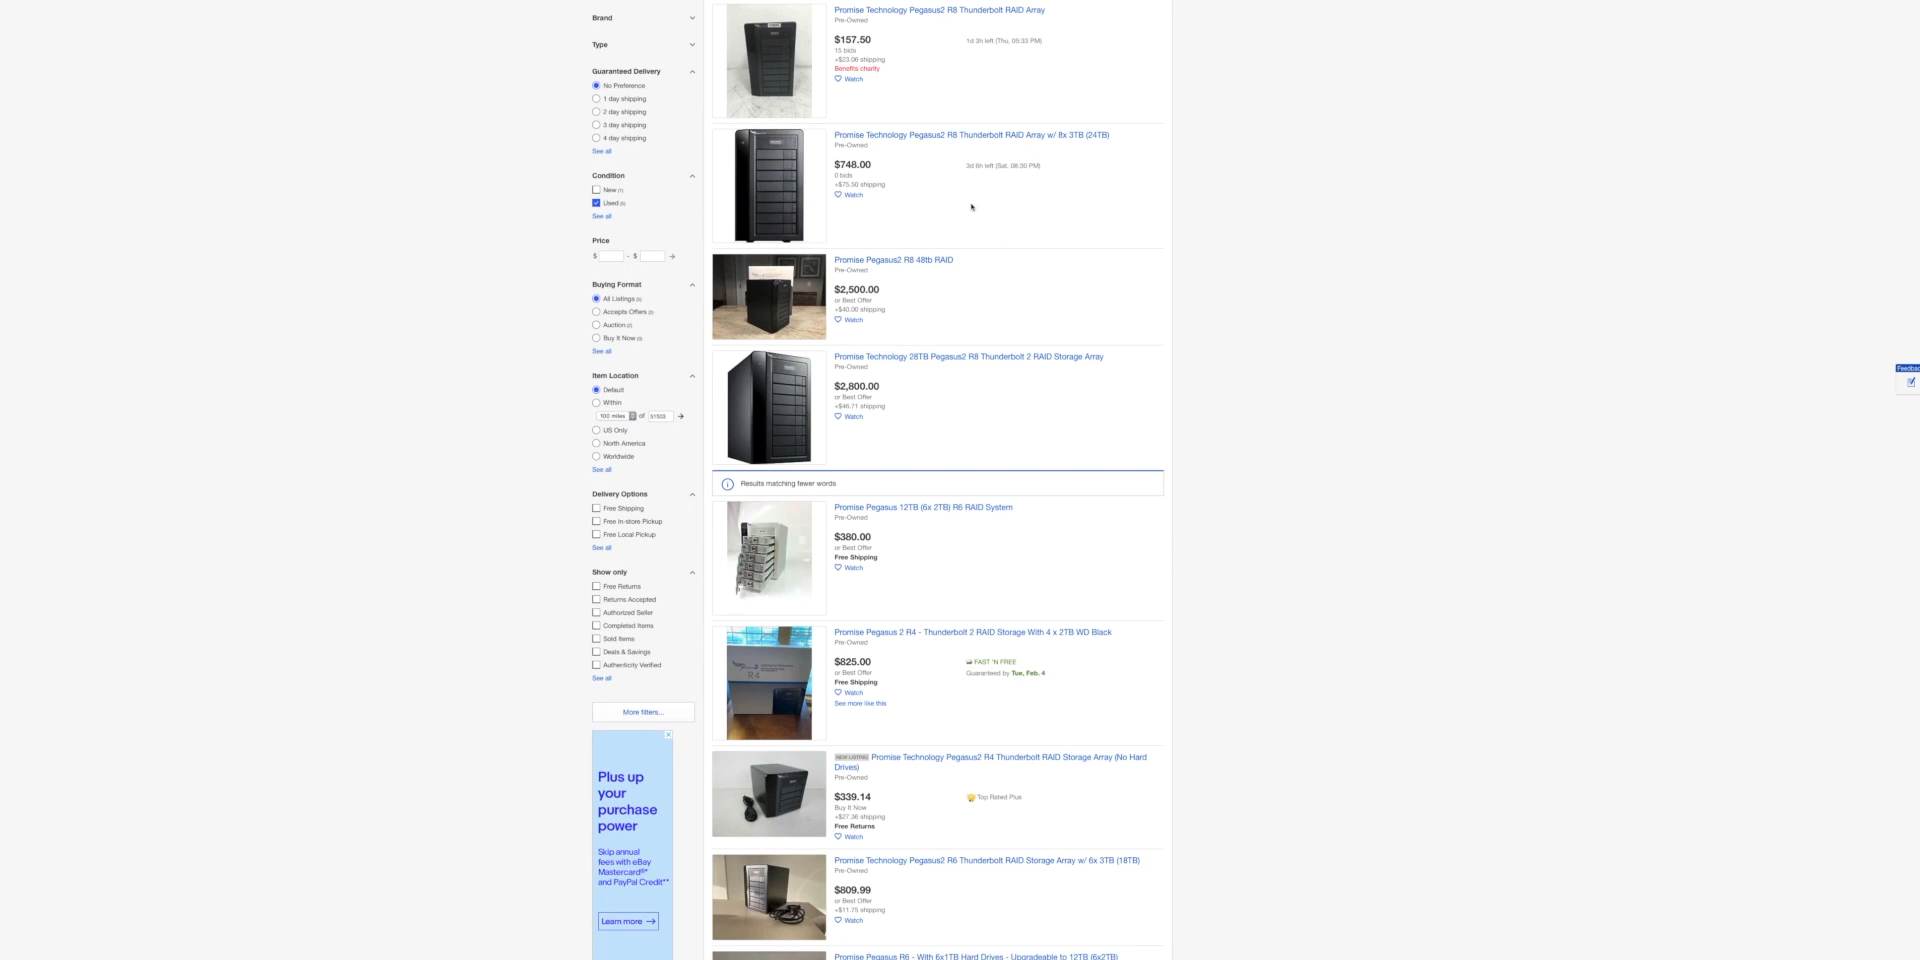 Brand
Type
Guaranteed Delivery
No Preference
1 day shipping
2 day shipping
3 day shipping
4 day shipping
See all
Condition
New (1)
Used (5)
See all
Price
$ - $
Buying Format
All Listings (5)
Accepts Offers (2)
Auction (2)
Buy It Now (3)
See all
Item Location
Default
Within
100 miles of 51503
US Only
North America
Worldwide
See all
Delivery Options
Free Shipping
Free In-store Pickup
Free Local Pickup
See all
Show only
Free Returns
Returns Accepted
Authorized Seller
Completed Items
Sold Items
Deals & Savings
Authenticity Verified
See all
More filters...
Plus up
your
purchase
power
Skip annual
fees with eBay
Mastercard®*
and PayPal Credit**
Learn more
Promise Technology Pegasus2 R8 Thunderbolt RAID Array
Pre-Owned
$157.50 1d 3h left (Thu, 05:33 PM)
15 bids
+$23.06 shipping
Benefits charity
Watch
Promise Technology Pegasus2 R8 Thunderbolt RAID Array w/ 8x 3TB (24TB)
Pre-Owned
$748.00 3d 6h left (Sat, 08:30 PM)
0 bids
+$75.50 shipping
Watch
Promise Pegasus2 R8 48tb RAID
Pre-Owned
$2,500.00
or Best Offer
+$40.00 shipping
Watch
Promise Technology 28TB Pegasus2 R8 Thunderbolt 2 RAID Storage Array
Pre-Owned
$2,800.00
or Best Offer
+$46.71 shipping
Watch
Results matching fewer words
Promise Pegasus 12TB (6x 2TB) R6 RAID System
Pre-Owned
$380.00
or Best Offer
Free Shipping
Watch
R4
Promise Pegasus 2 R4 - Thunderbolt 2 RAID Storage With 4 x 2TB WD Black
Pre-Owned
$825.00 FAST 'N FREE
or Best Offer Guaranteed by Tue, Feb. 4
Free Shipping
Watch
See more like this
NEW LISTING Promise Technology Pegasus2 R4 Thunderbolt RAID Storage Array (No Hard
Drives)
Pre-Owned
$339.14 Top Rated Plus
Buy It Now
+$27.36 shipping
Free Returns
Watch
Promise Technology Pegasus2 R6 Thunderbolt RAID Storage Array w/ 6x 3TB (18TB)
Pre-Owned
$809.99
or Best Offer
+$11.75 shipping
Watch
Promise Pegasus R6 - With 6x1TB Hard Drives - Upgradeable to 12TB (6x2TB)
Feedbac